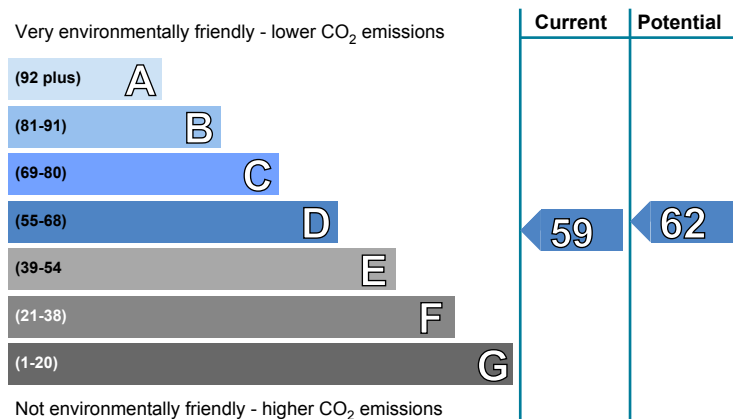 Current Potential
Very environmentally friendly - lower CO₂ emissions
(92 plus) A
(81-91) B
(69-80) C
(55-68) D
59 62
(39-54 E
(21-38) F
(1-20) G
Not environmentally friendly - higher CO₂ emissions